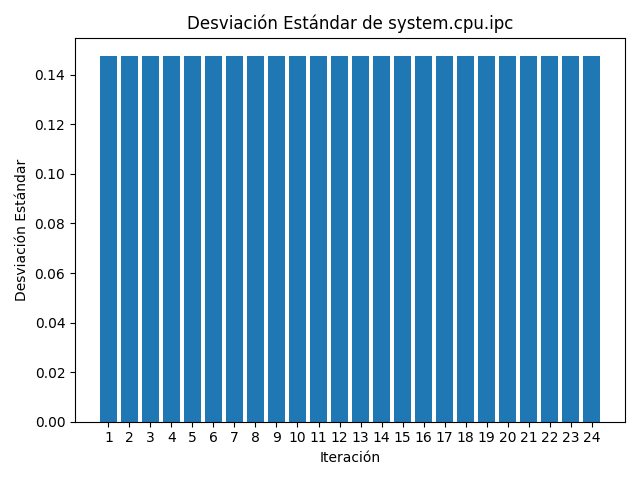 Desviación Estándar de system.cpu.ipc
Desviación Estándar
0.14
0.12
0.10
0.08
0.06
0.04
0.02
0.00
1 2 3 4 5 6 7 8 9 10 11 12 13 14 15 16 17 18 19 20 21 22 23 24
Iteración